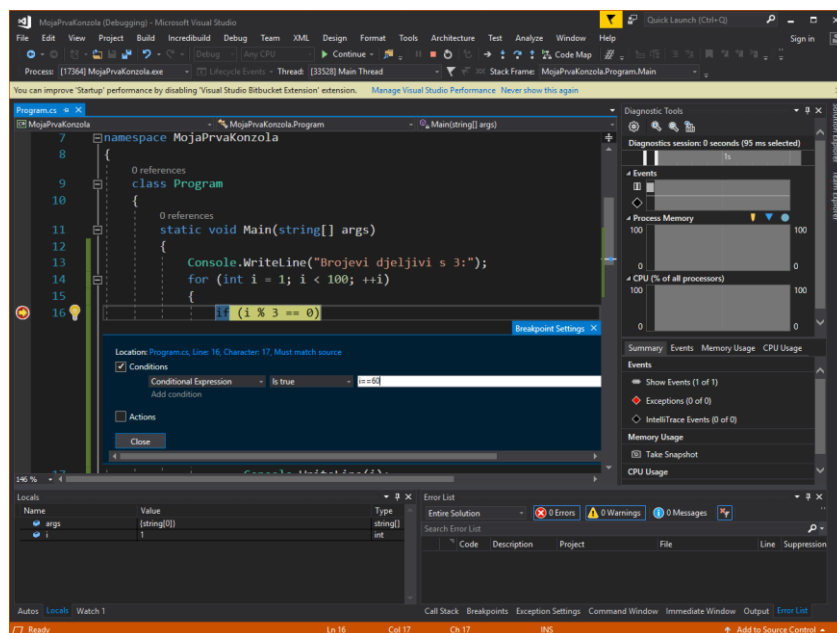 MojaPrvaKonzola (Debugging) - Microsoft Visual Studio
Quick Launch (Ctrl+Q)
File Edit View Project Build Incredibuild Debug Team XML Design Format Tools Architecture Test Analyze Window Help
Sign in
Debug Any CPU Continue Code Map
Process: [17364] MojaPrvaKonzola.exe Lifecycle Events Thread: [33528] Main Thread Stack Frame: MojaPrvaKonzola.Program.Main
You can improve 'Startup' performance by disabling 'Visual Studio Bitbucket Extension' extension. Manage Visual Studio Performance Never show this again
Program.cs
MojaPrvaKonzola MojaPrvaKonzola.Program Main(string[] args)
7 namespace MojaPrvaKonzola
8 {
0 references
9 class Program
10 {
0 references
11 static void Main(string[] args)
12 {
13 Console.WriteLine("Brojevi djeljivi s 3:");
14 for (int i = 1; i < 100; ++i)
15 {
16 if (i % 3 == 0)
Breakpoint Settings
Location: Program.cs, Line: 16, Character: 17, Must match source
Conditions
Conditional Expression Is true i==60
Add condition
Actions
Close
17 Console.WriteLine(i);
146 %
Diagnostic Tools
Diagnostics session: 0 seconds (95 ms selected)
1s
Events
Process Memory
100 100
0 0
CPU (% of all processors)
100 100
0 0
Summary Events Memory Usage CPU Usage
Events
Show Events (1 of 1)
Exceptions (0 of 0)
IntelliTrace Events (0 of 0)
Memory Usage
Take Snapshot
CPU Usage
Solution Explorer
Team Explorer
Locals
Name Value Type
args {string[0]} string[]
i 1 int
Autos Locals Watch 1
Error List
Entire Solution 0 Errors 0 Warnings 0 Messages
Search Error List
Code Description Project File Line Suppression
Call Stack Breakpoints Exception Settings Command Window Immediate Window Output Error List
Ready Ln 16 Col 17 Ch 17 INS Add to Source Control